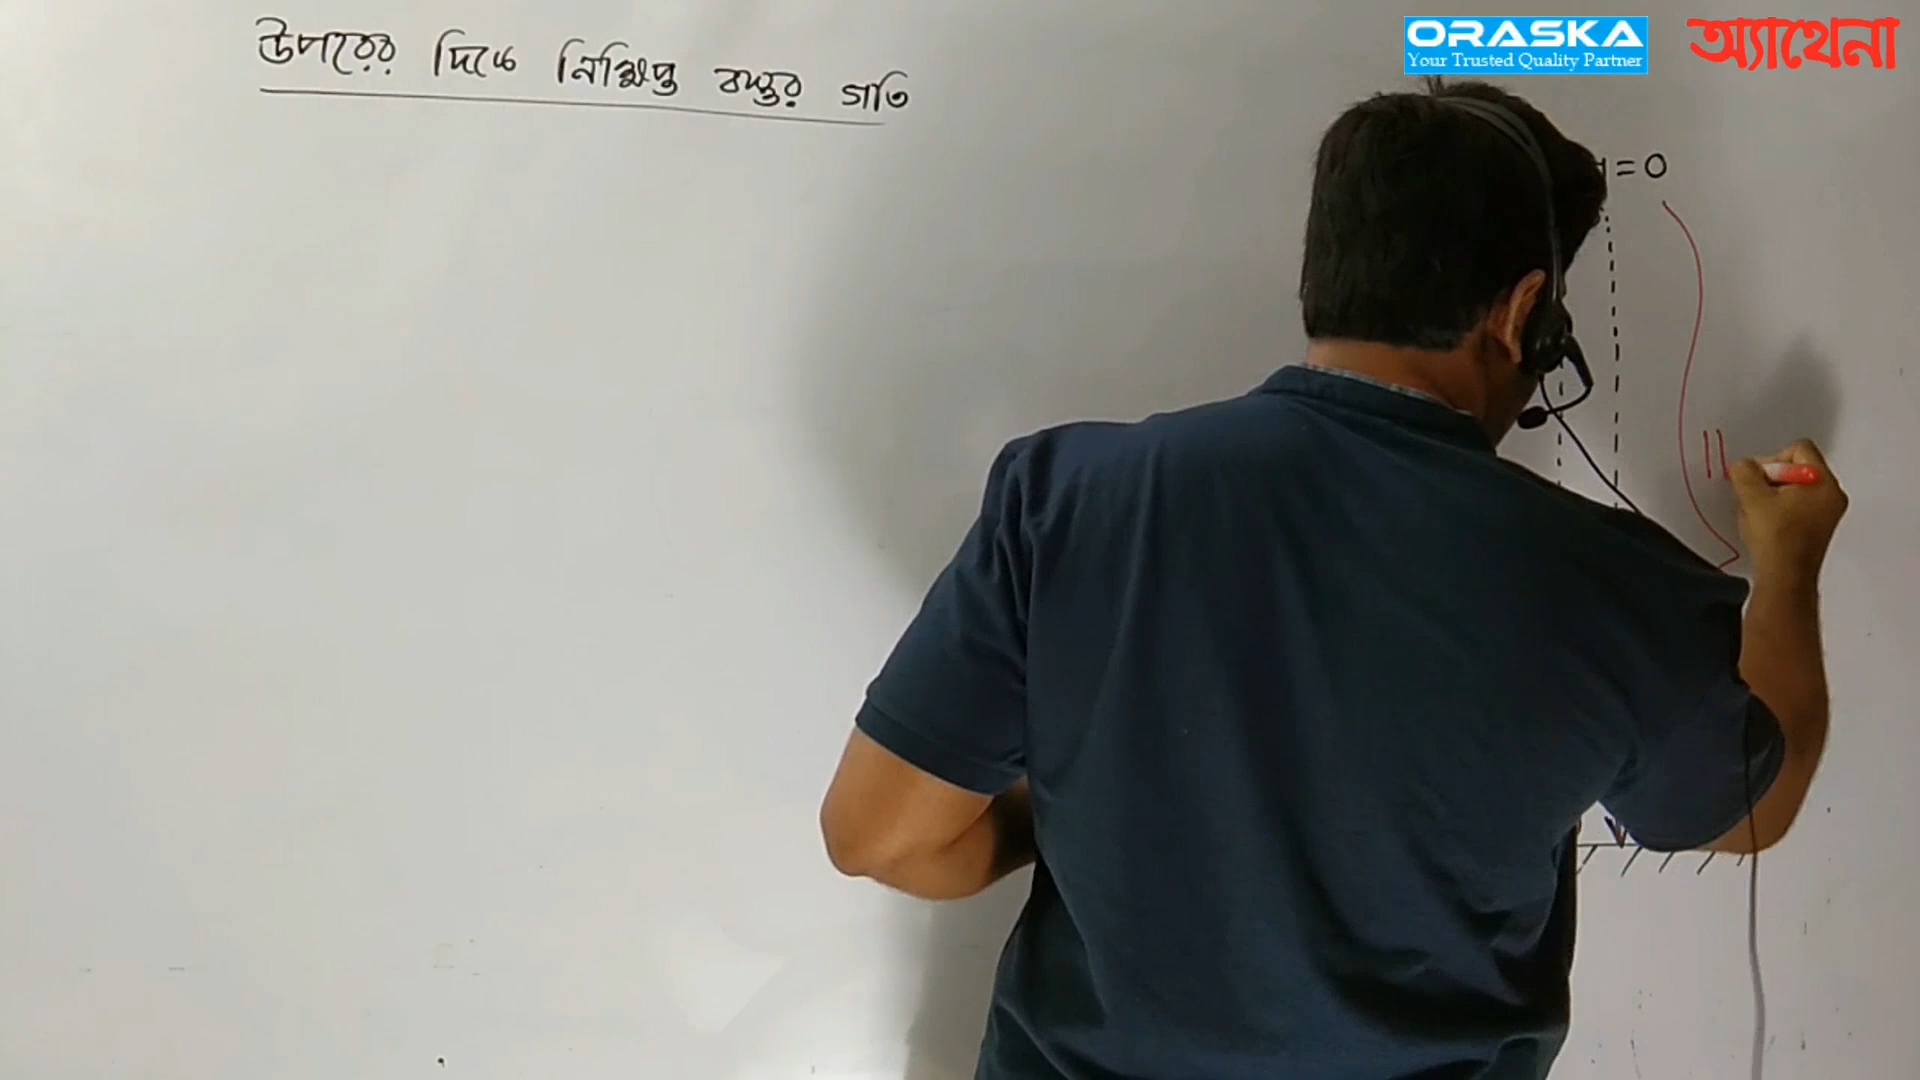 উপরের দিকে নিক্ষিপ্ত বস্তুর গতি
ORASKA
Your Trusted Quality Partner
অ্যাথেনা
= 0